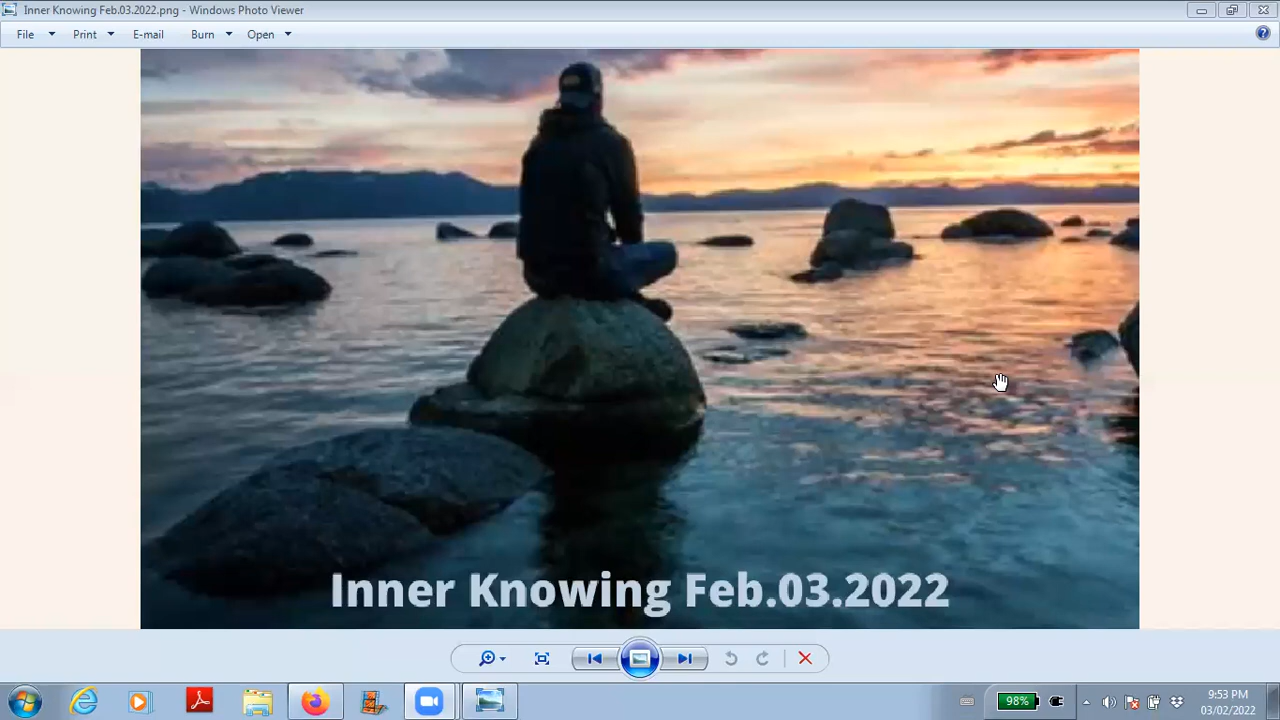 Inner Knowing Feb.03.2022.png - Windows Photo Viewer
File Print E-mail Burn Open
Inner Knowing Feb.03.2022
98%
9:53 PM
03/02/2022